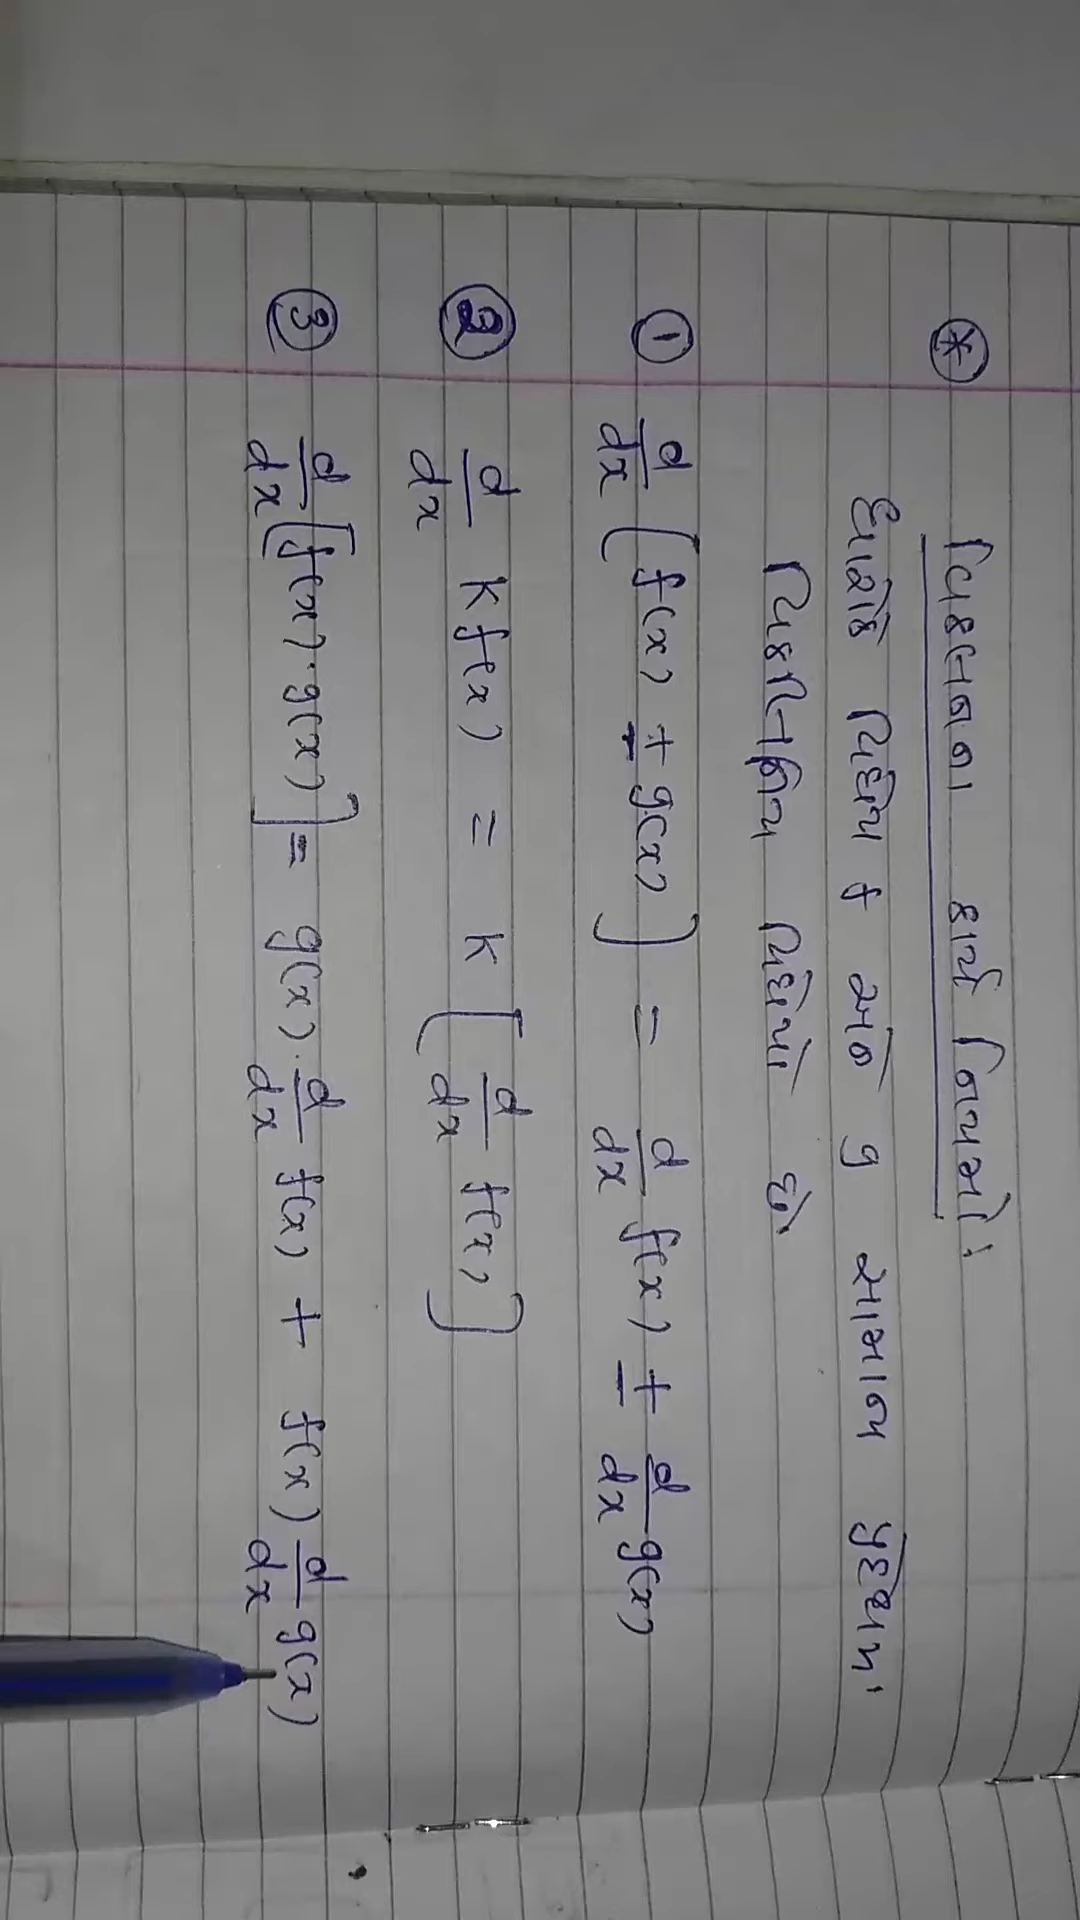 * વિકલનના કાર્ય નિયમો:
ધારોકે વિધેય f અને g સામાન્ય પ્રદેશમાં
વિકલનીય વિધેયો છે.
① d/dx [f(x) ± g(x)] = d/dx f(x) ± d/dx g(x)
② d/dx k f(x) = k [d/dx f(x)]
③ d/dx [f(x) · g(x)] = g(x) · d/dx f(x) + f(x) d/dx g(x)